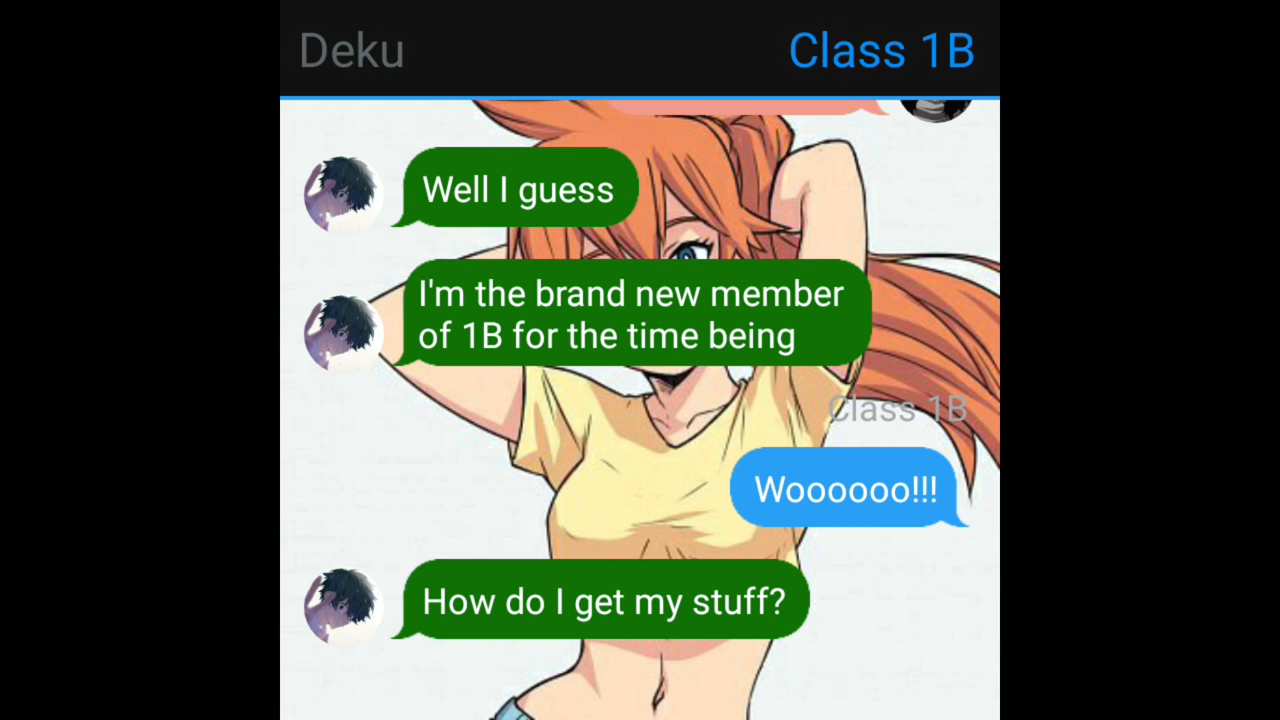 Deku
Class 1B
Well I guess
I'm the brand new member
of 1B for the time being
Class 1B
Woooooo!!!
How do I get my stuff?